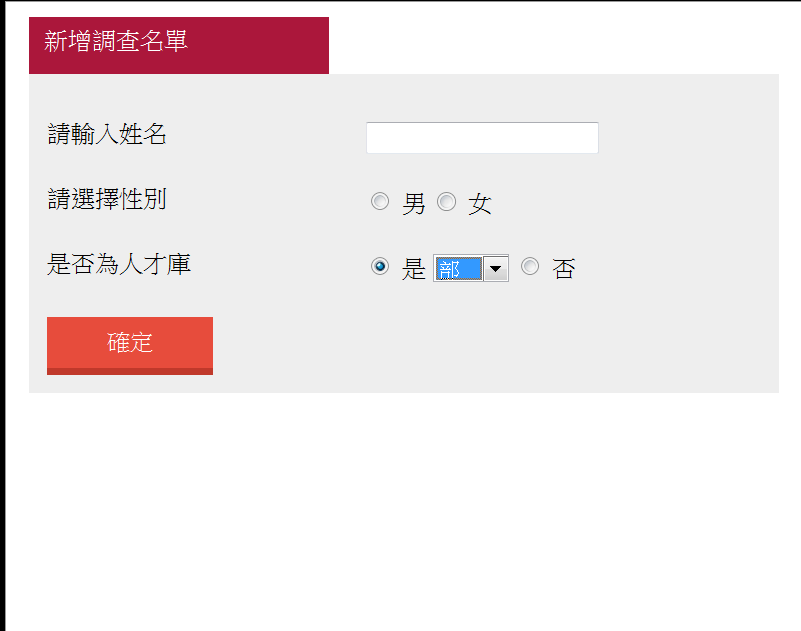 新增調查名單
請輸入姓名
請選擇性別 男 女
是否為人才庫 是 部 否
確定